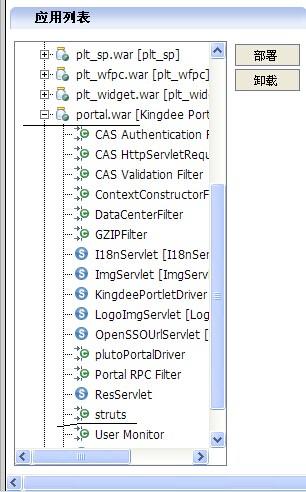 应用列表
plt_sp.war [plt_sp]
部署
plt_wfpc.war [plt_wfpc]
卸载
plt_widget.war [plt_wid
portal.war [Kingdee Port
CAS Authentication F
CAS HttpServletRequ
CAS Validation Filter
ContextConstructorF
DataCenterFilter
GZIPFilter
I18nServlet [I18nSer
ImgServlet [ImgServ
KingdeePortletDriver
LogoImgServlet [Log
OpenSSOUrlServlet [
plutoPortalDriver
Portal RPC Filter
ResServlet
struts
User Monitor